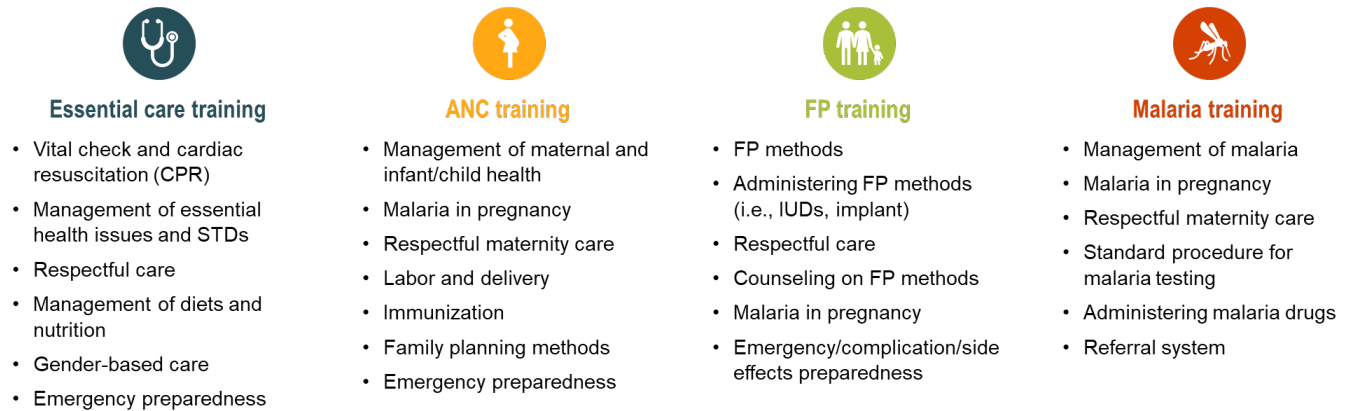 Essential care training
• Vital check and cardiac
resuscitation (CPR)
• Management of essential
health issues and STDs
• Respectful care
• Management of diets and
nutrition
• Gender-based care
• Emergency preparedness
ANC training
• Management of maternal and
infant/child health
• Malaria in pregnancy
• Respectful maternity care
• Labor and delivery
• Immunization
• Family planning methods
• Emergency preparedness
FP training
• FP methods
• Administering FP methods
(i.e., IUDs, implant)
• Respectful care
• Counseling on FP methods
• Malaria in pregnancy
• Emergency/complication/side
effects preparedness
Malaria training
• Management of malaria
• Malaria in pregnancy
• Respectful maternity care
• Standard procedure for
malaria testing
• Administering malaria drugs
• Referral system